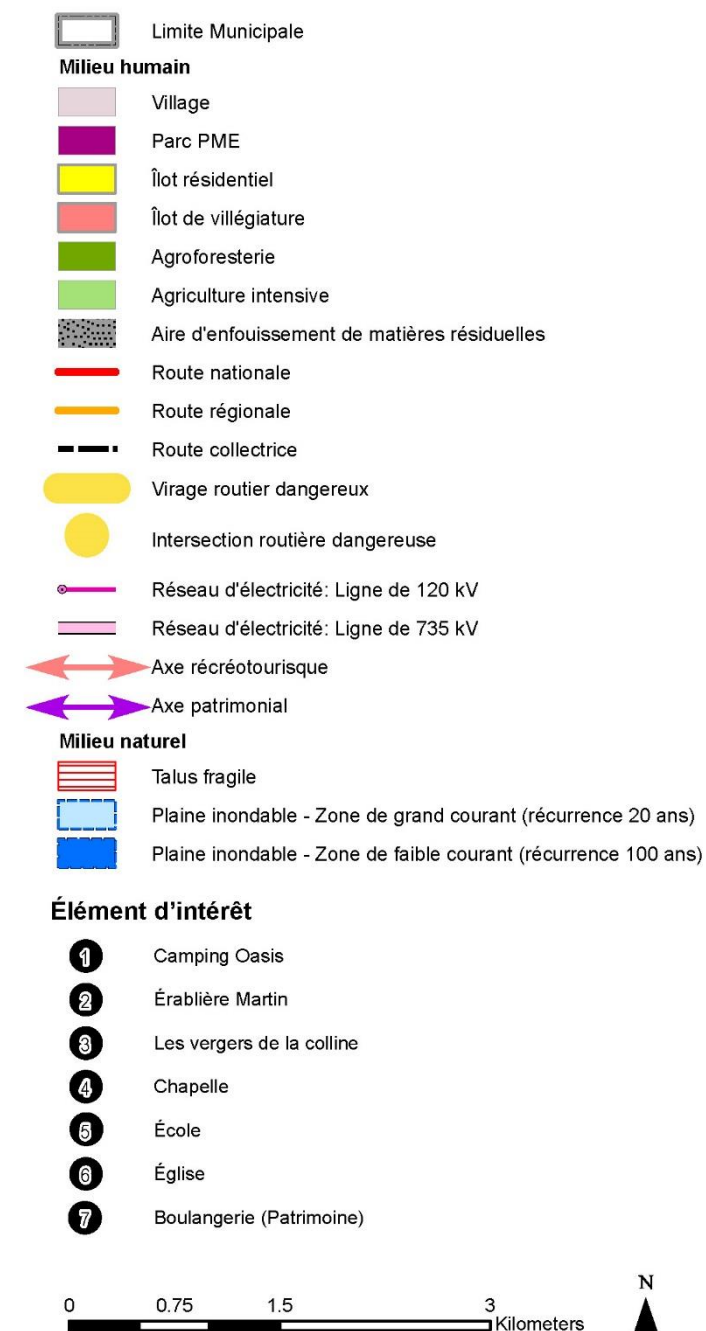 Limite Municipale
Milieu humain
Village
Parc PME
Îlot résidentiel
Îlot de villégiature
Agroforesterie
Agriculture intensive
Aire d'enfouissement de matières résiduelles
Route nationale
Route régionale
Route collectrice
Virage routier dangereux
Intersection routière dangereuse
Réseau d'électricité: Ligne de 120 kV
Réseau d'électricité: Ligne de 735 kV
Axe récréotourisque
Axe patrimonial
Milieu naturel
Talus fragile
Plaine inondable - Zone de grand courant (récurrence 20 ans)
Plaine inondable - Zone de faible courant (récurrence 100 ans)
Élément d'intérêt
1 Camping Oasis
2 Érablière Martin
3 Les vergers de la colline
4 Chapelle
5 École
6 Église
7 Boulangerie (Patrimoine)
N
0 0.75 1.5 3
Kilometers